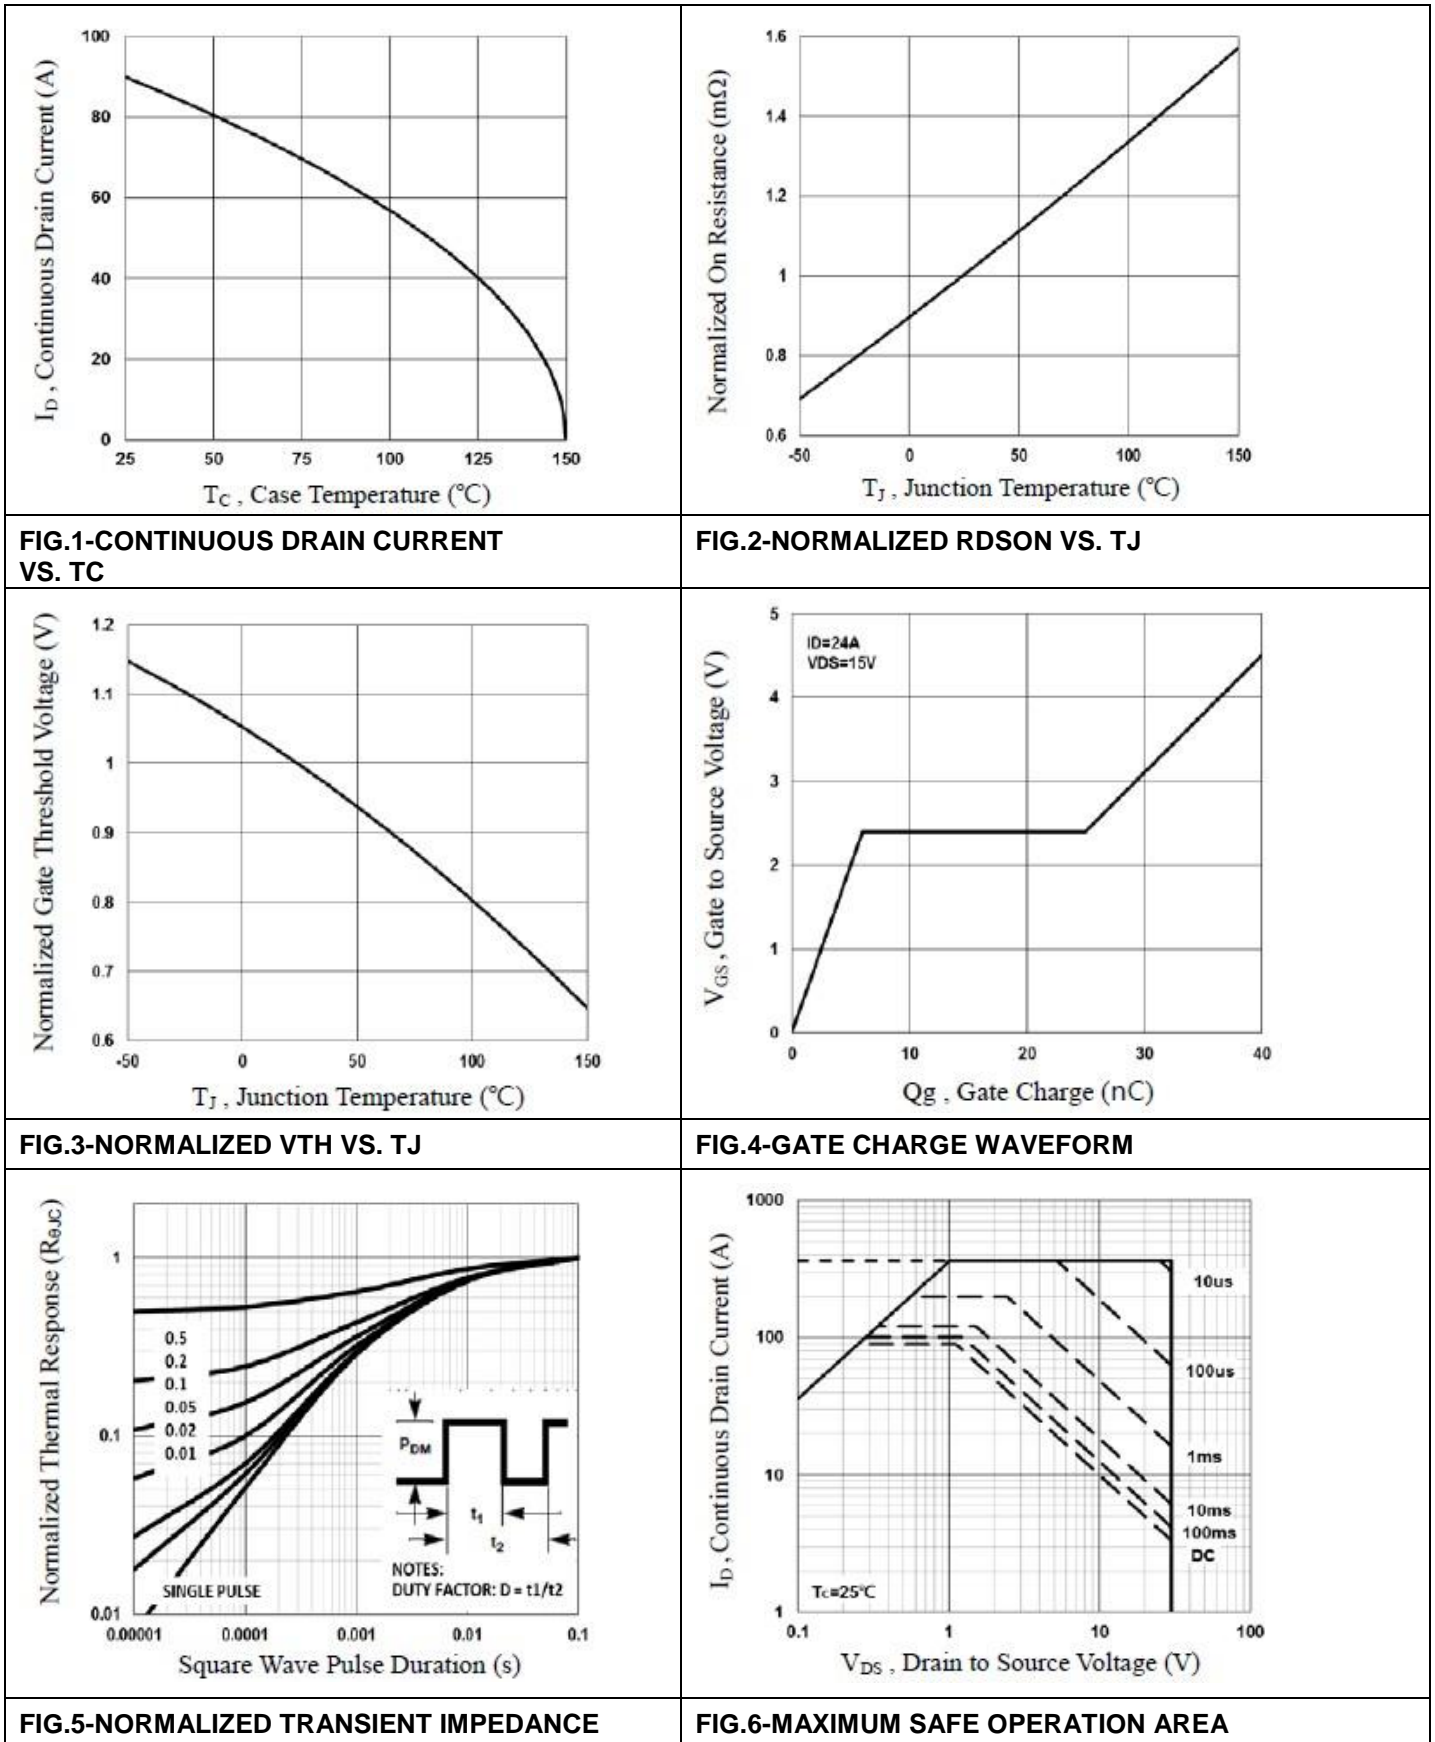 I_D , Continuous Drain Current (A)
100
80
60
40
20
0
25 50 75 100 125 150
T_C , Case Temperature (℃)
FIG.1-CONTINUOUS DRAIN CURRENT
VS. TC
Normalized On Resistance (mΩ)
1.6
1.4
1.2
1
0.8
0.6
-50 0 50 100 150
T_J , Junction Temperature (℃)
FIG.2-NORMALIZED RDSON VS. TJ
Normalized Gate Threshold Voltage (V)
1.2
1.1
1
0.9
0.8
0.7
0.6
-50 0 50 100 150
T_J , Junction Temperature (℃)
FIG.3-NORMALIZED VTH VS. TJ
V_GS , Gate to Source Voltage (V)
5
4
3
2
1
0
ID=24A
VDS=15V
0 10 20 30 40
Qg , Gate Charge (nC)
FIG.4-GATE CHARGE WAVEFORM
Normalized Thermal Response (RθJC)
1
0.1
0.01
0.5
0.2
0.1
0.05
0.02
0.01
SINGLE PULSE
P_DM
t_1
t_2
NOTES:
DUTY FACTOR: D = t1/t2
0.00001 0.0001 0.001 0.01 0.1
Square Wave Pulse Duration (s)
FIG.5-NORMALIZED TRANSIENT IMPEDANCE
I_D , Continuous Drain Current (A)
1000
100
10
1
10us
100us
1ms
10ms
100ms
DC
Tc=25℃
0.1 1 10 100
V_DS , Drain to Source Voltage (V)
FIG.6-MAXIMUM SAFE OPERATION AREA